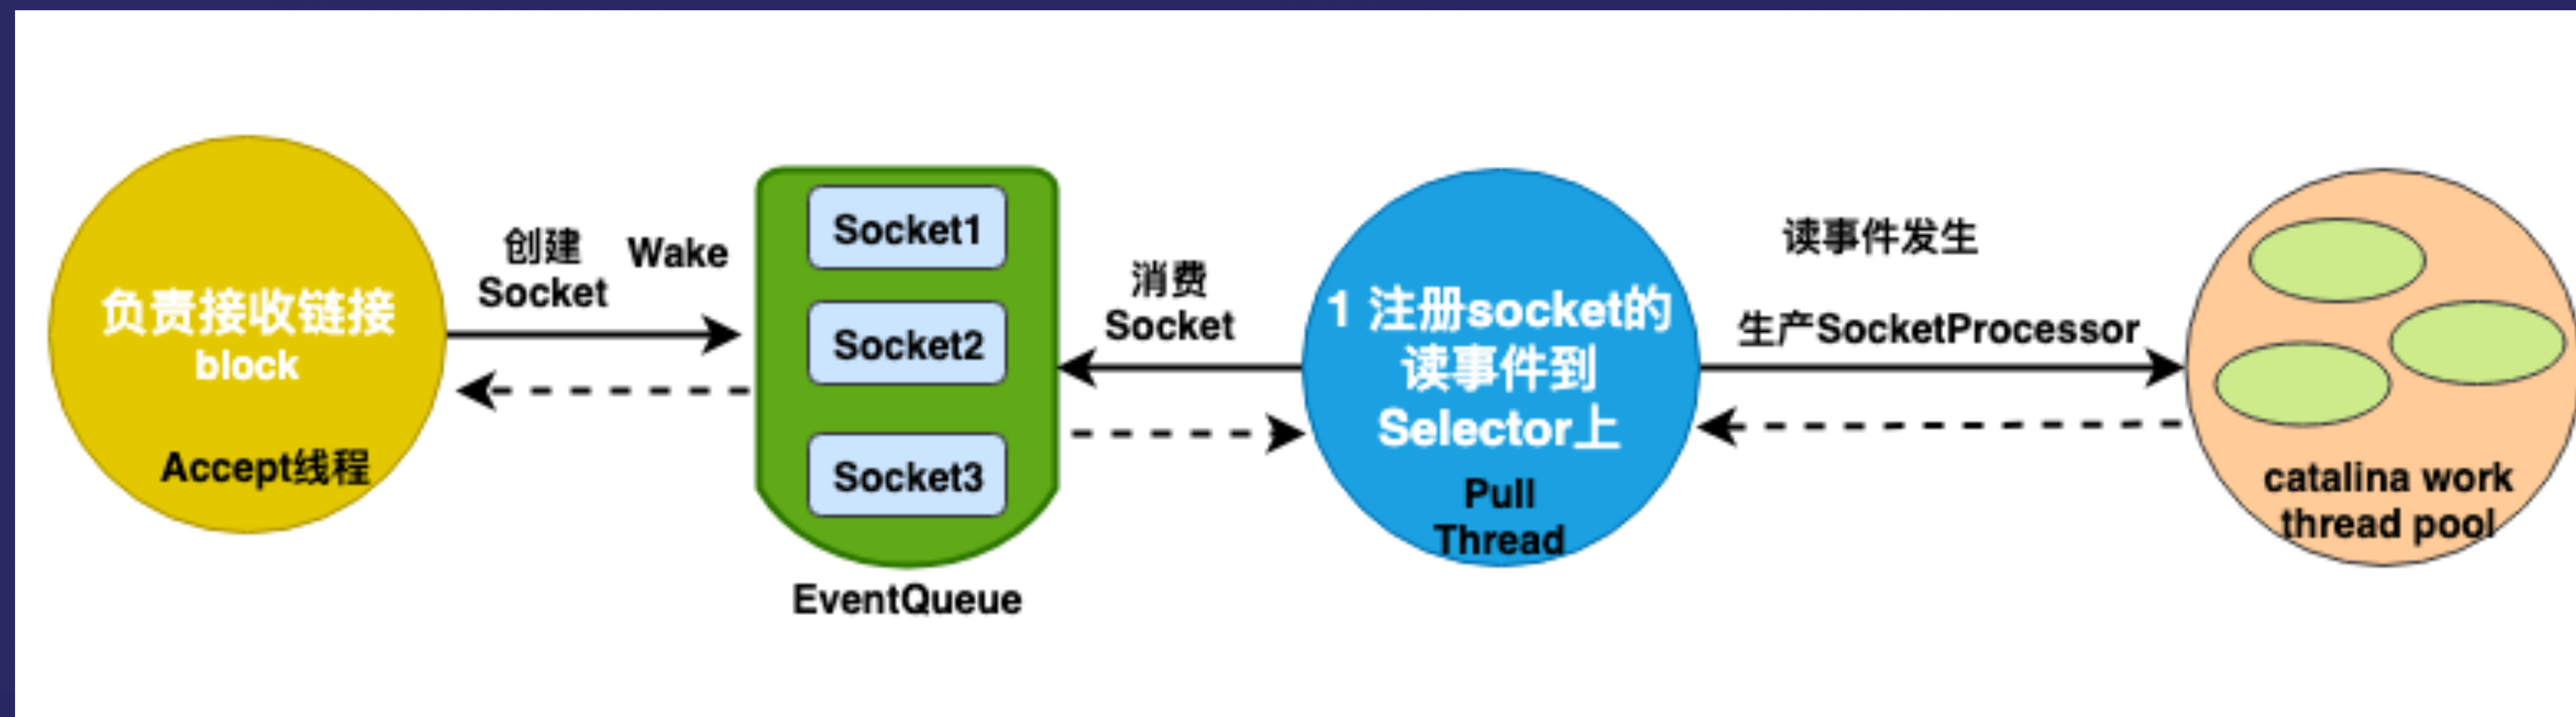 负责接收链接
block
Accept线程
创建
Socket
Wake
Socket1
Socket2
Socket3
EventQueue
消费
Socket
1 注册socket的
读事件到
Selector上
Pull
Thread
读事件发生
生产SocketProcessor
catalina work
thread pool